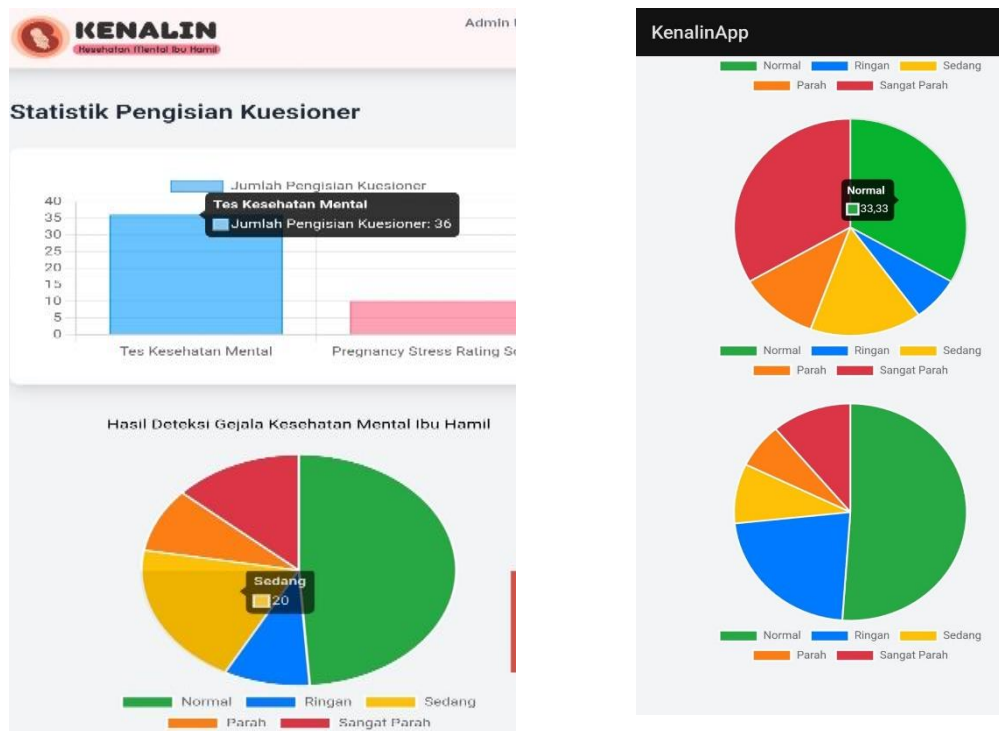 KENALIN
Kesehatan Mental Ibu Hamil
Admin
Statistik Pengisian Kuesioner
Jumlah Pengisian Kuesioner
Tes Kesehatan Mental
Jumlah Pengisian Kuesioner: 36
40
35
30
25
20
15
10
5
0
Tes Kesehatan Mental Pregnancy Stress Rating
Hasil Deteksi Gejala Kesehatan Mental Ibu Hamil
Sedang
20
Normal Ringan Sedang
Parah Sangat Parah
KenalinApp
Normal Ringan Sedang
Parah Sangat Parah
Normal
33,33
Normal Ringan Sedang
Parah Sangat Parah
Normal Ringan Sedang
Parah Sangat Parah